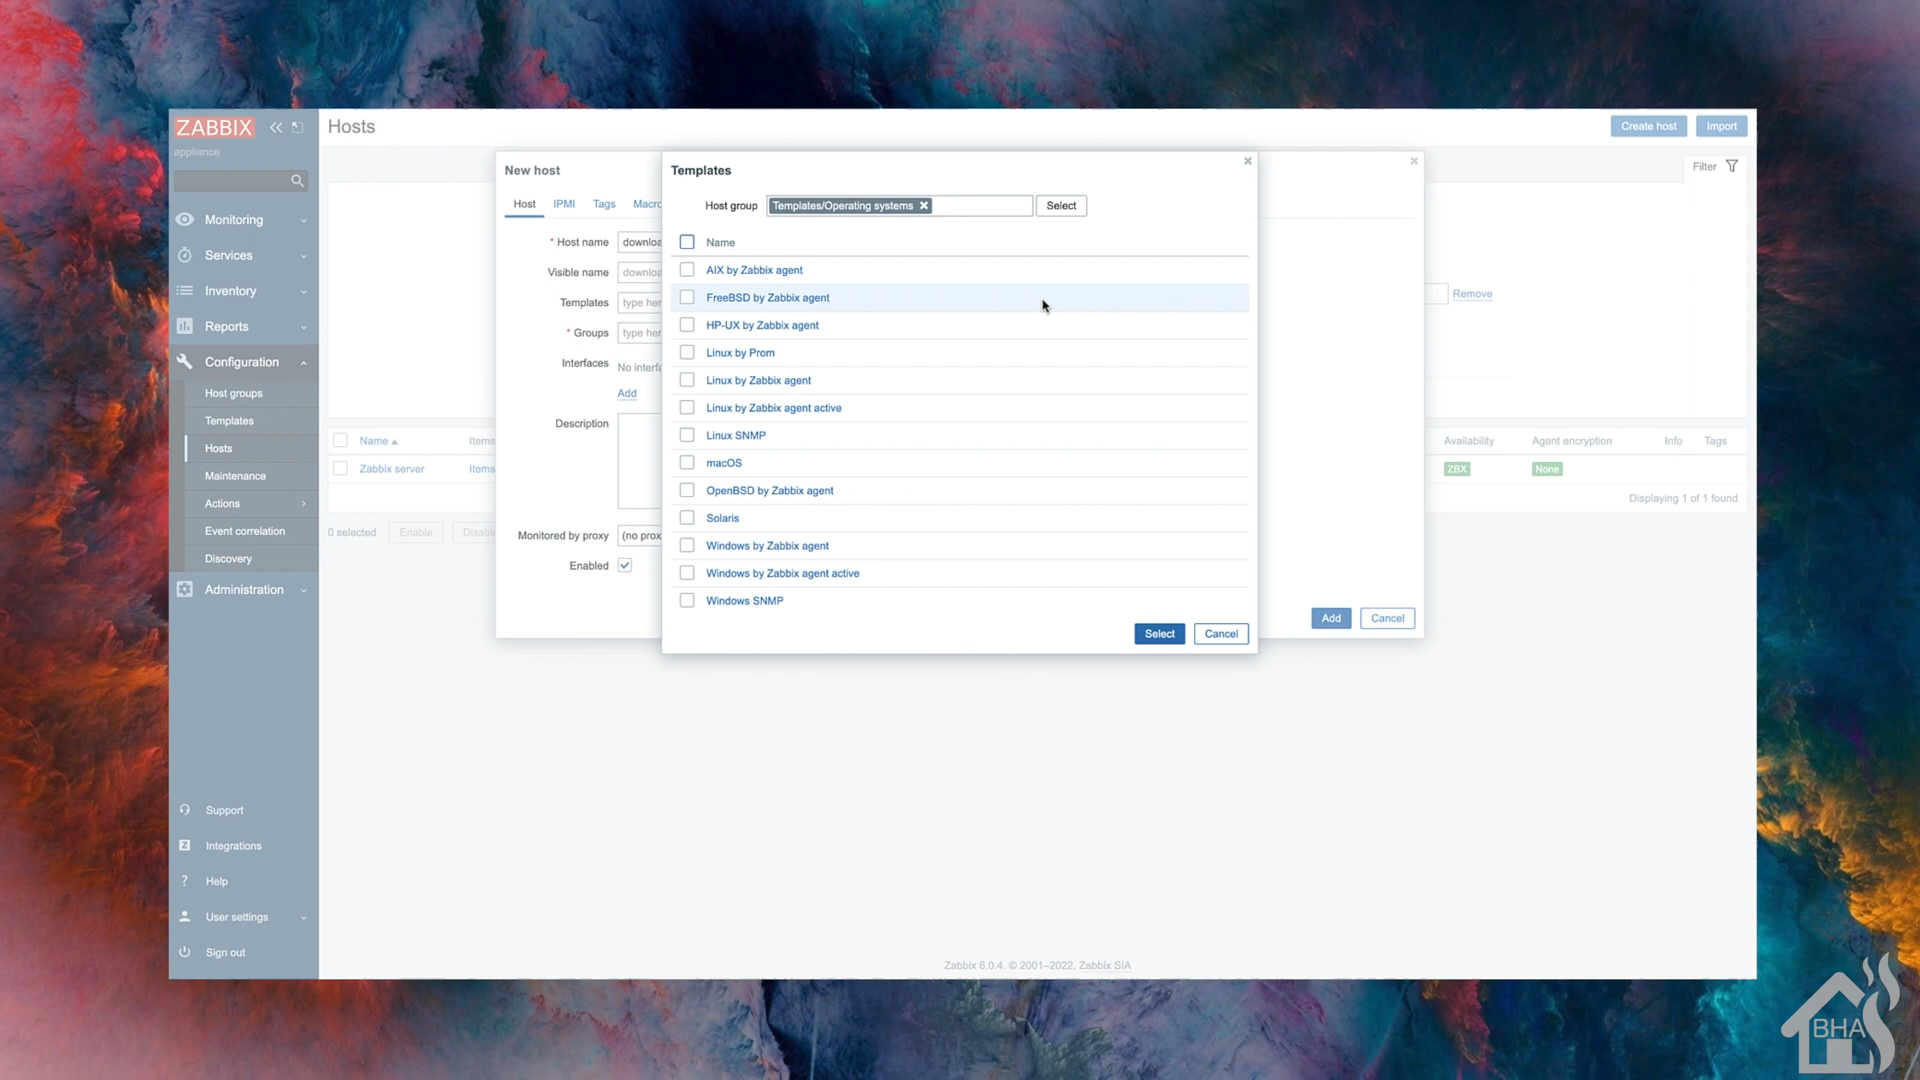 ZABBIX
appliance
Monitoring
Services
Inventory
Reports
Configuration
Host groups
Templates
Hosts
Maintenance
Actions
Event correlation
Discovery
Administration
Support
Integrations
Help
User settings
Sign out
Hosts
Create host
Import
Filter
New host
Host IPMI Tags
* Host name
Visible name
Templates
* Groups
Interfaces
Add
Description
Monitored by proxy
Enabled
Add Cancel
Remove
Templates
Host group Templates/Operating systems Select
Name
AIX by Zabbix agent
FreeBSD by Zabbix agent
HP-UX by Zabbix agent
Linux by Prom
Linux by Zabbix agent
Linux by Zabbix agent active
Linux SNMP
macOS
OpenBSD by Zabbix agent
Solaris
Windows by Zabbix agent
Windows by Zabbix agent active
Windows SNMP
Select Cancel
Name Items Availability Agent encryption Info Tags
Zabbix server Items ZBX None
Displaying 1 of 1 found
0 selected Enable
Zabbix 6.0.4. © 2001–2022, Zabbix SIA
BHA